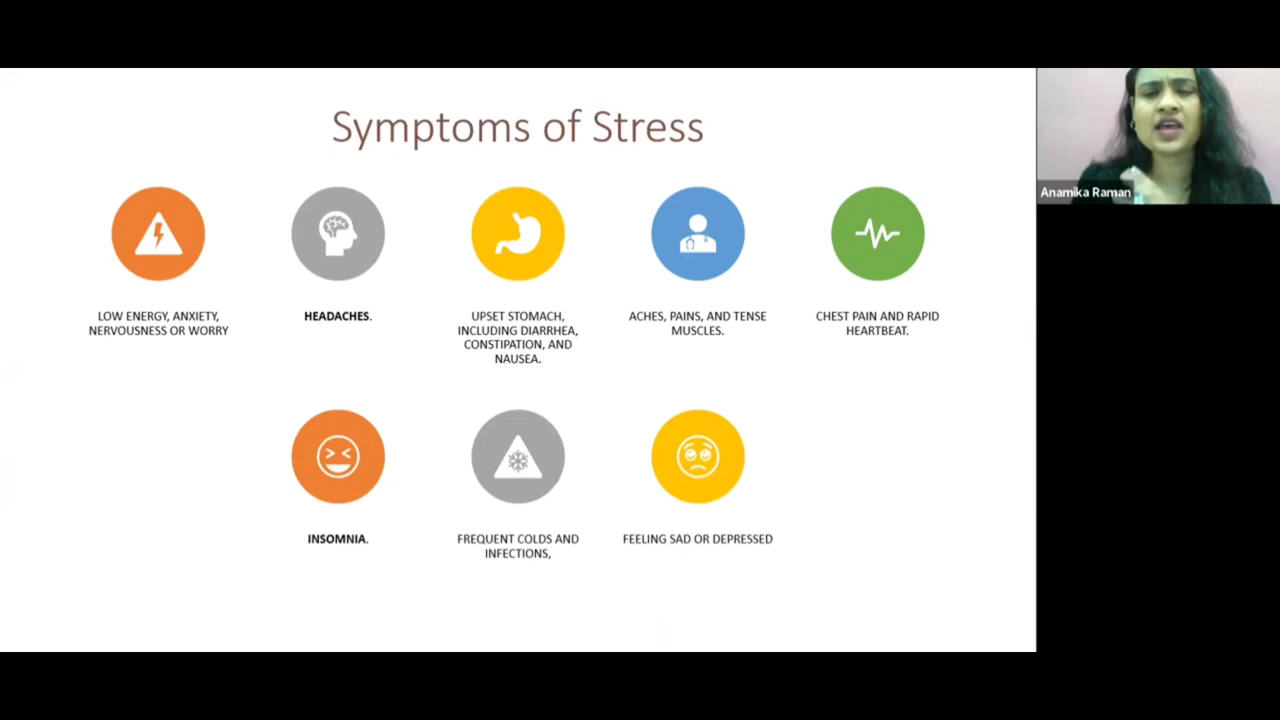 Symptoms of Stress
Anamika Raman
LOW ENERGY, ANXIETY,
NERVOUSNESS OR WORRY
HEADACHES.
UPSET STOMACH,
INCLUDING DIARRHEA,
CONSTIPATION, AND
NAUSEA.
ACHES, PAINS, AND TENSE
MUSCLES.
CHEST PAIN AND RAPID
HEARTBEAT.
INSOMNIA.
FREQUENT COLDS AND
INFECTIONS,
FEELING SAD OR DEPRESSED